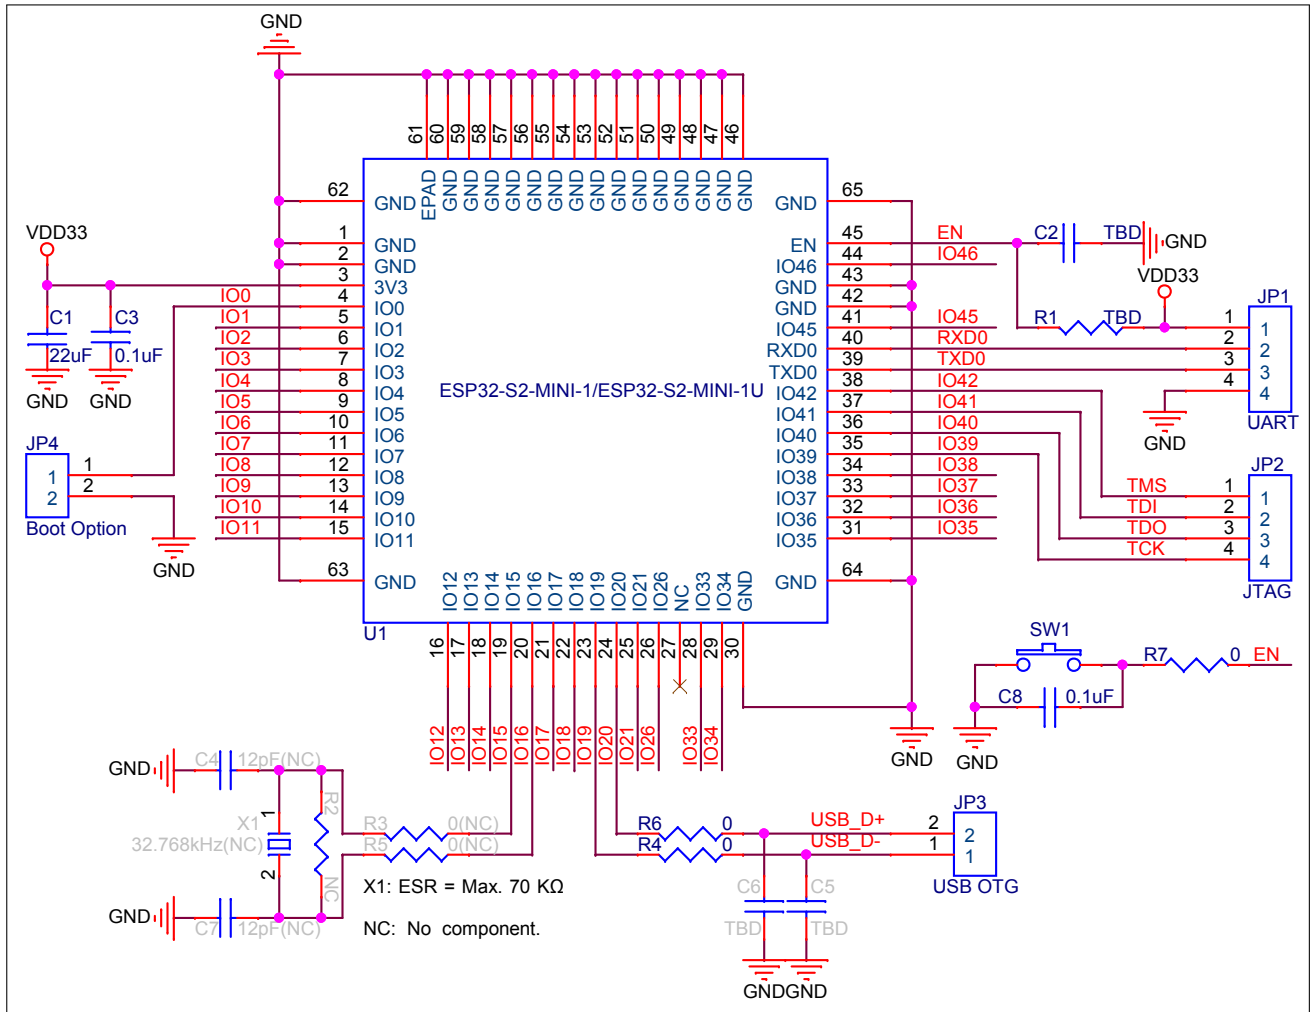 GND
61 60 59 58 57 56 55 54 53 52 51 50 49 48 47 46
EPAD GND GND GND GND GND GND GND GND GND GND GND GND GND GND GND
62 GND GND 65
VDD33
1 GND EN 45 EN
2 GND IO46 44 IO46
3 3V3 GND 43
IO0 4 IO0 GND 42
IO1 5 IO1 IO45 41 IO45
IO2 6 IO2 RXD0 40 RXD0
IO3 7 IO3 TXD0 39 TXD0
IO4 8 IO4 IO42 38 IO42
IO5 9 IO5 IO41 37 IO41
IO6 10 IO6 IO40 36 IO40
IO7 11 IO7 IO39 35 IO39
IO8 12 IO8 IO38 34 IO38
IO9 13 IO9 IO37 33 IO37
IO10 14 IO10 IO36 32 IO36
IO11 15 IO11 IO35 31 IO35
63 GND GND 64
ESP32-S2-MINI-1/ESP32-S2-MINI-1U
U1
C1
22uF
GND
C3
0.1uF
GND
JP4
1 1
2 2
Boot Option
GND
C2 TBD GND
VDD33
R1 TBD
JP1
1 1
2 2
3 3
4 4
UART
GND
JP2
TMS 1 1
TDI 2 2
TDO 3 3
TCK 4 4
JTAG
IO12 IO13 IO14 IO15 IO16 IO17 IO18 IO19 IO20 IO21 IO26 NC IO33 IO34 GND
16 17 18 19 20 21 22 23 24 25 26 27 28 29 30
IO12 IO13 IO14 IO15 IO16 IO17 IO18 IO19 IO20 IO21 IO26 IO33 IO34
GND
SW1
R7 0 EN
C8 0.1uF
GND
GND C4 12pF(NC)
X1
32.768kHz(NC)
1
2
R2
NC
R3 0(NC)
R5 0(NC)
GND C7 12pF(NC)
X1: ESR = Max. 70 KΩ
NC: No component.
R6 0 USB_D+ 2 2
R4 0 USB_D- 1 1
JP3
USB OTG
C6
TBD
GND
C5
TBD
GND